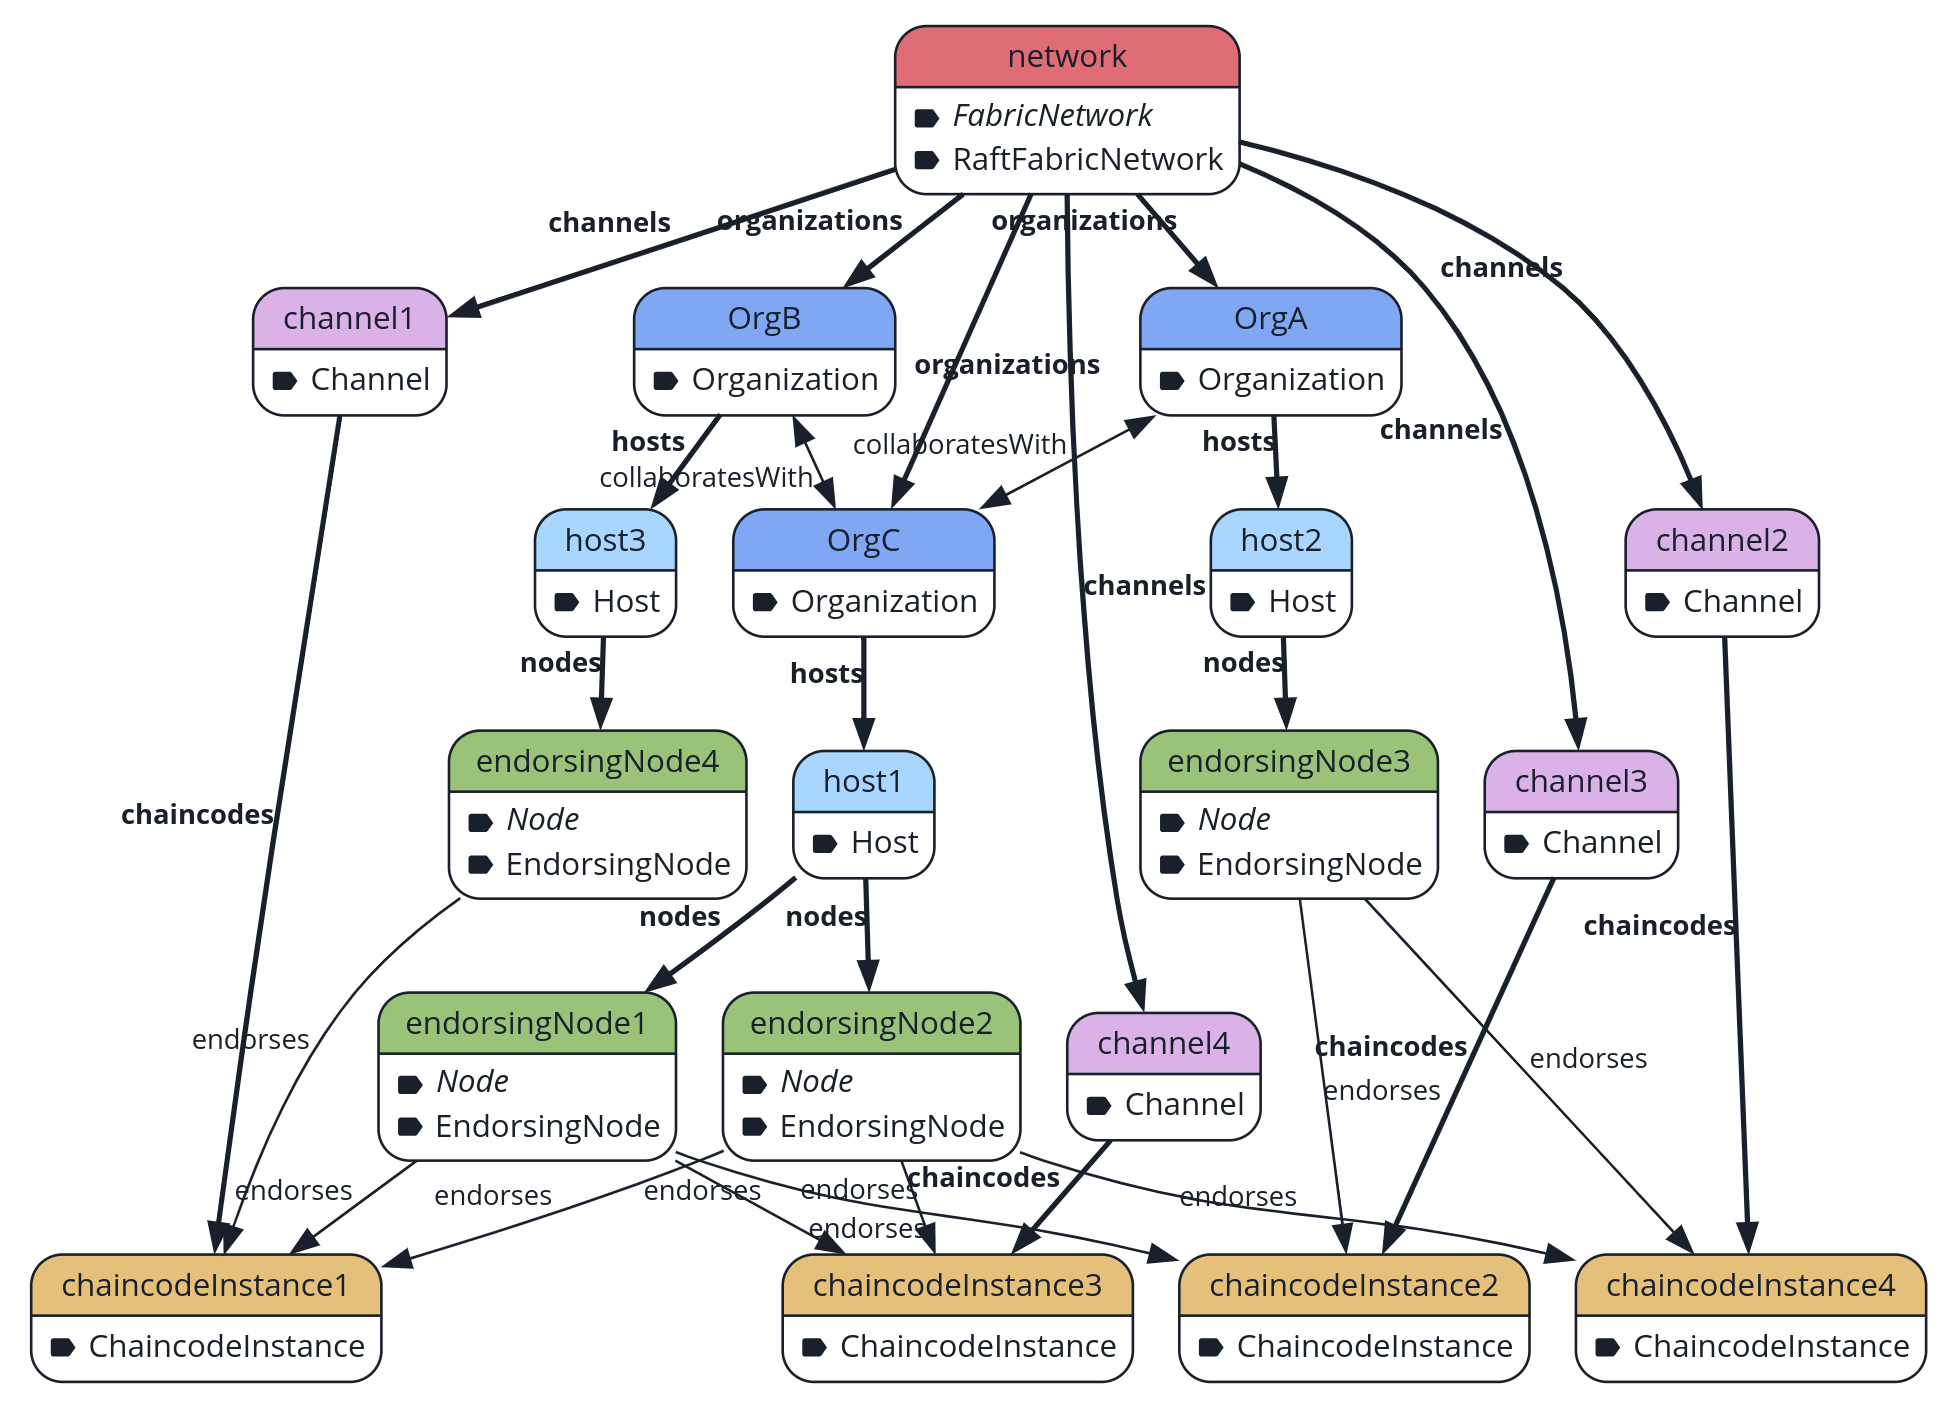 network
FabricNetwork
RaftFabricNetwork
channels
organizations
organizations
channels
channel1
Channel
OrgB
Organization
OrgA
Organization
organizations
channels
hosts
collaboratesWith
hosts
collaboratesWith
host3
Host
OrgC
Organization
channels
host2
Host
channel2
Channel
nodes
hosts
nodes
endorsingNode4
Node
EndorsingNode
host1
Host
endorsingNode3
Node
EndorsingNode
channel3
Channel
chaincodes
nodes
nodes
chaincodes
endorses
endorsingNode1
Node
EndorsingNode
endorsingNode2
Node
EndorsingNode
channel4
Channel
chaincodes
endorses
endorses
endorses
endorses
endorses
endorses
chaincodes
endorses
endorses
chaincodeInstance1
ChaincodeInstance
chaincodeInstance3
ChaincodeInstance
chaincodeInstance2
ChaincodeInstance
chaincodeInstance4
ChaincodeInstance